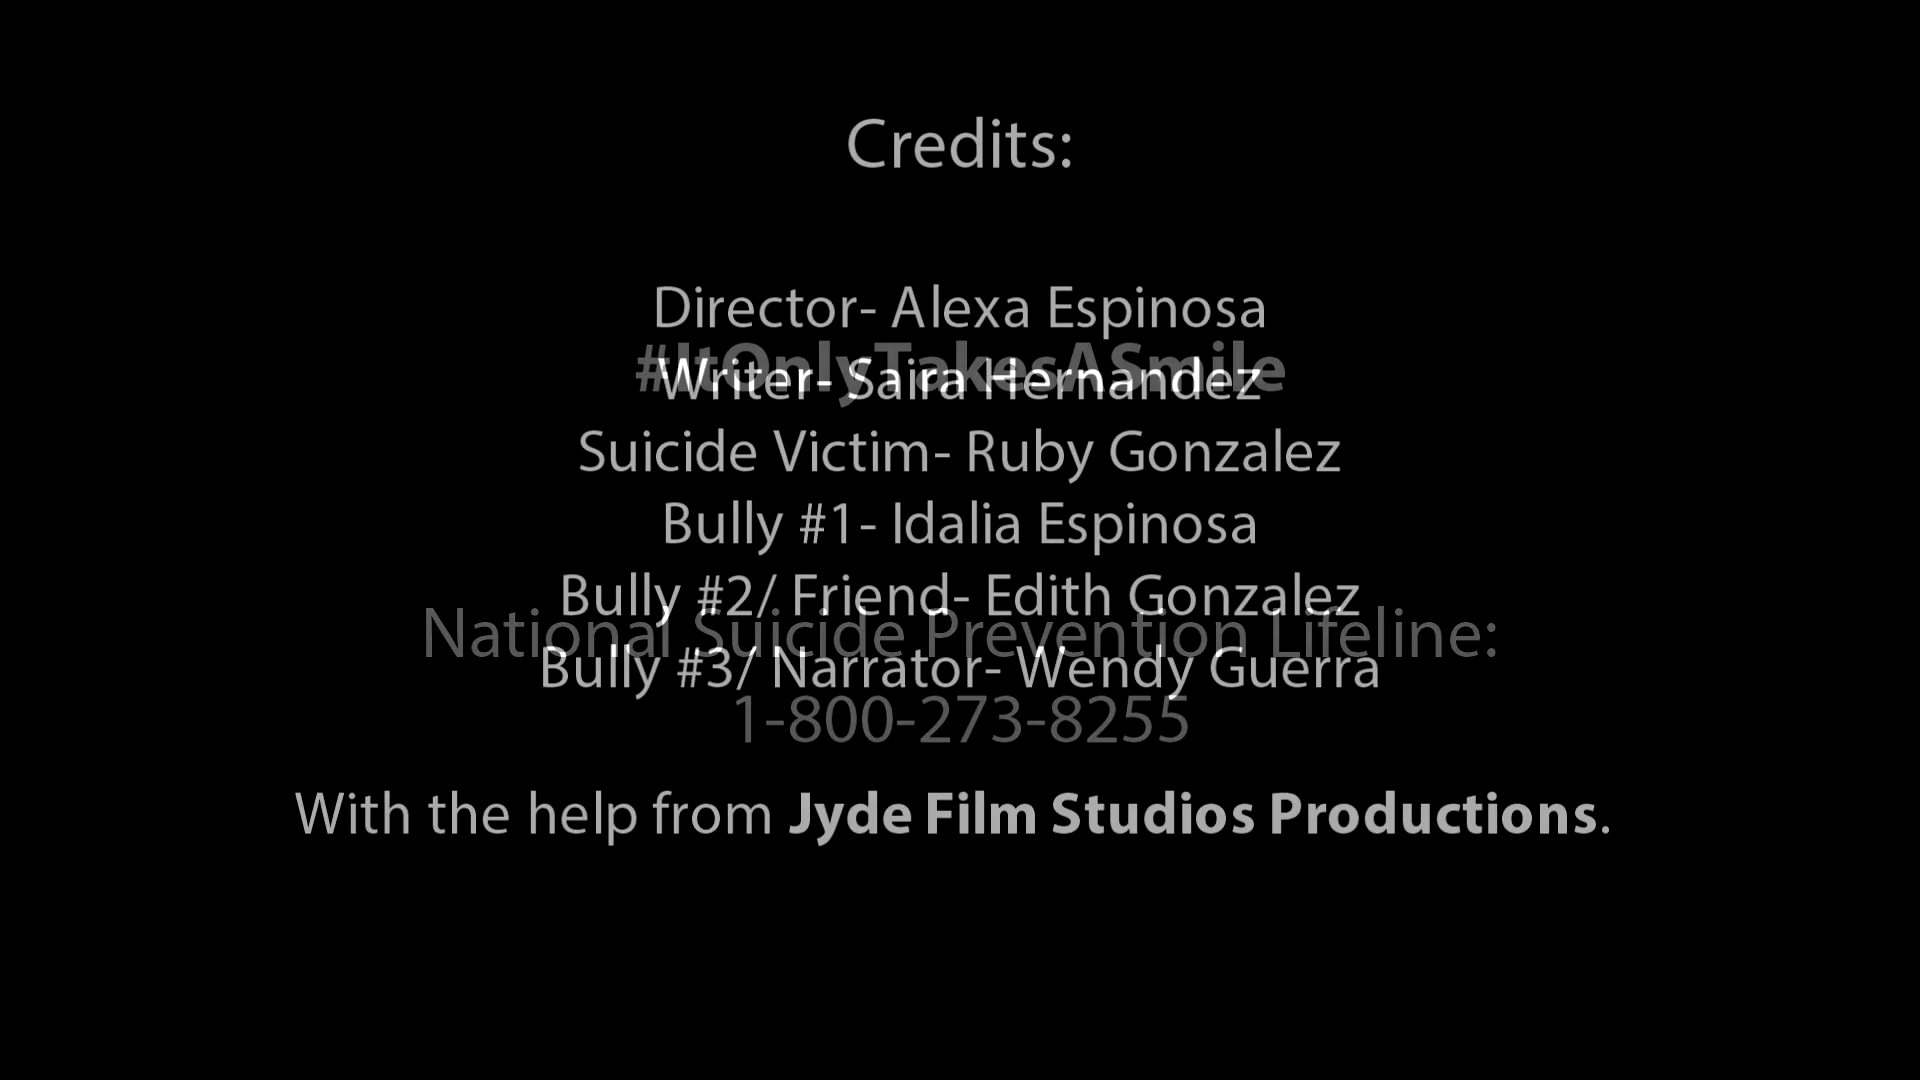 Credits:
Director- Alexa Espinosa
#ItOnlyTakesASmile
Writer- Saira Hernandez
Suicide Victim- Ruby Gonzalez
Bully #1- Idalia Espinosa
Bully #2/ Friend- Edith Gonzalez
National Suicide Prevention Lifeline:
Bully #3/ Narrator- Wendy Guerra
1-800-273-8255
With the help from Jyde Film Studios Productions.